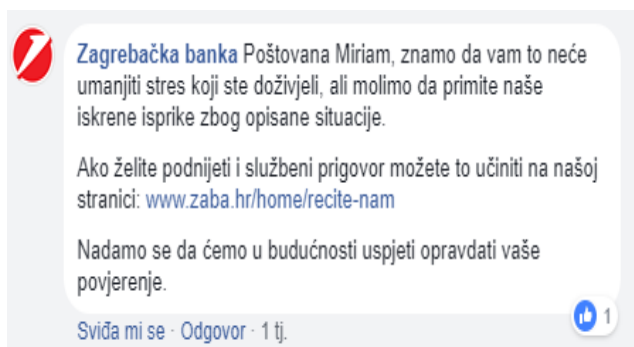 Zagrebačka banka Poštovana Miriam, znamo da vam to neće
umanjiti stres koji ste doživjeli, ali molimo da primite naše
iskrene isprike zbog opisane situacije.
Ako želite podnijeti i službeni prigovor možete to učiniti na našoj
stranici: www.zaba.hr/home/recite-nam
Nadamo se da ćemo u budućnosti uspjeti opravdati vaše
povjerenje.
1
Sviđa mi se · Odgovor · 1 tj.